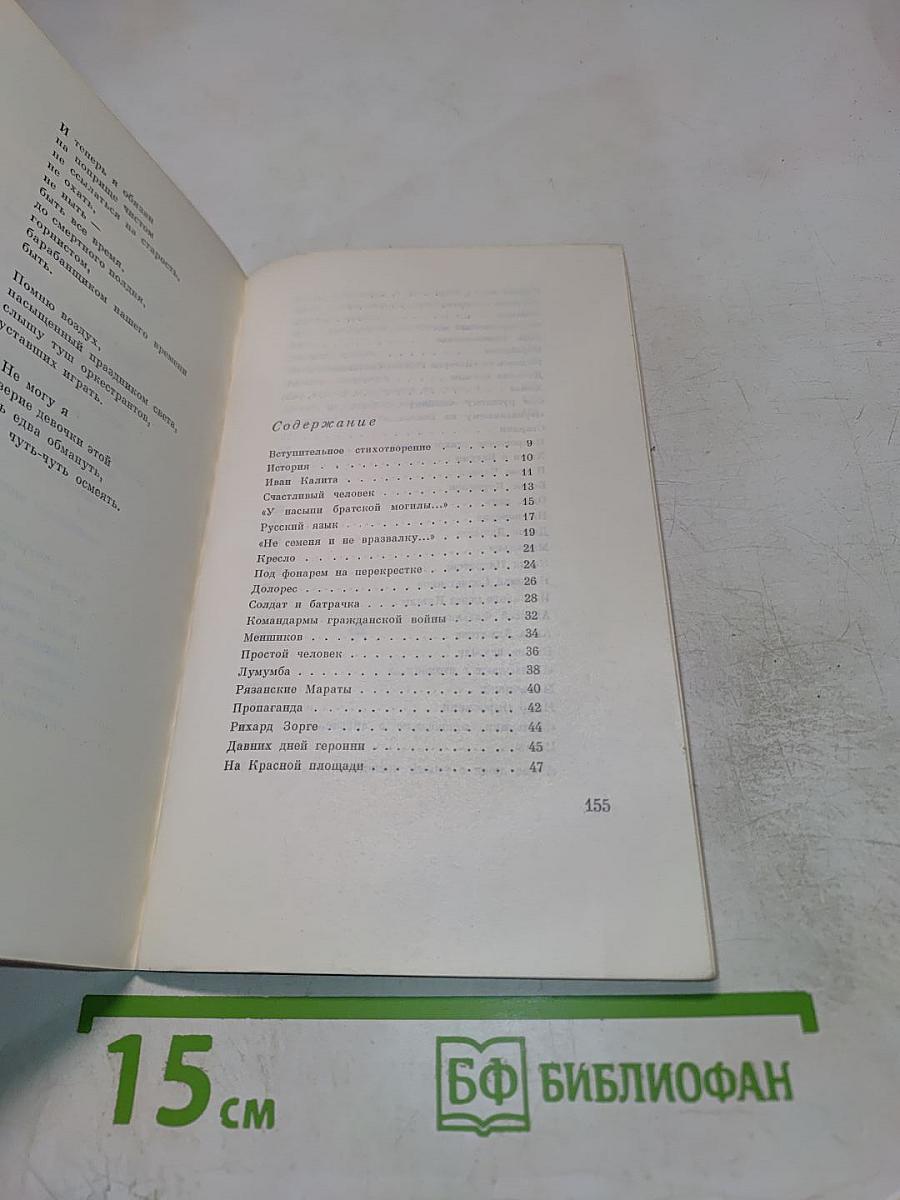 И теперь я обязан
на поприще чистом
не ссылаться на старость,
не охать,
не ныть —
быть все время,
до смертного полдня,
горнистом,
барабанщиком нашего времени
быть.
Помню воздух,
насыщенный праздником света,
слышу туш оркестрантов,
уставших играть.
Не могу я
верие девочки этой
ь едва обмануть,
чуть-чуть осмеять.
Содержание
Вступительное стихотворение . . . . . . 9
История . . . . . . . . . . . . . 10
Иван Калита . . . . . . . . . . . 11
Счастливый человек . . . . . . . . . 13
«У насыпи братской могилы...» . . . . . 15
Русский язык . . . . . . . . . . . 17
«Не семеня и не вразвалку...» . . . . . 19
Кресло . . . . . . . . . . . . . 21
Под фонарем на перекрестке . . . . . . 24
Долорес . . . . . . . . . . . . . 26
Солдат и батрачка . . . . . . . . . 28
Командармы гражданской войны . . . . . 32
Меншиков . . . . . . . . . . . . 34
Простой человек . . . . . . . . . . 36
Лумумба . . . . . . . . . . . . . 38
Рязанские Мараты . . . . . . . . . . 40
Пропаганда . . . . . . . . . . . . 42
Рихард Зорге . . . . . . . . . . . 44
Давних дней героини . . . . . . . . . 45
На Красной площади . . . . . . . . . 47
155
15 см
БФ БИБЛИОФАН